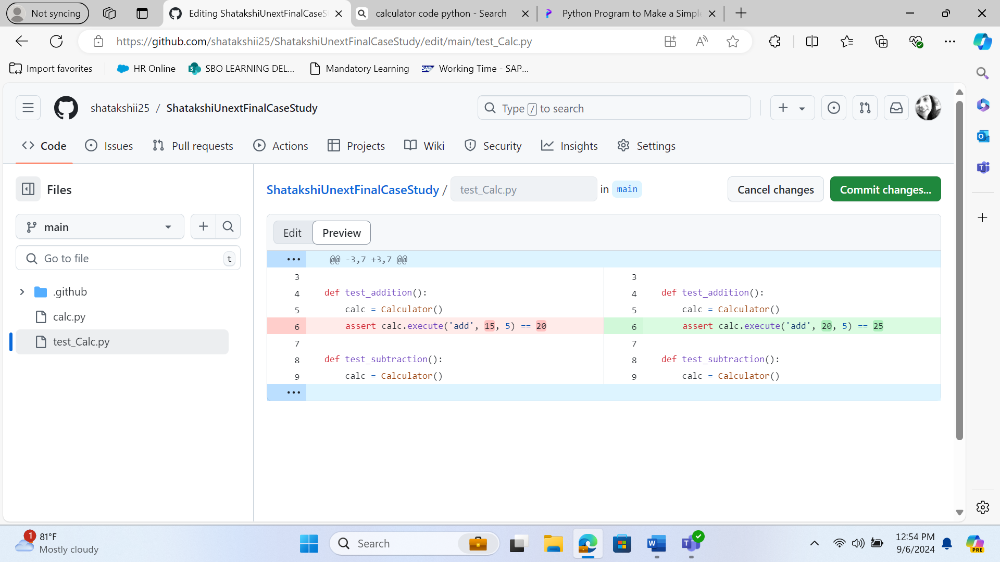 Not syncing
Editing ShatakshiUnextFinalCaseS
calculator code python - Search
Python Program to Make a Simple
https://github.com/shatakshii25/ShatakshiUnextFinalCaseStudy/edit/main/test_Calc.py
Import favorites
HR Online
SBO LEARNING DEL...
Mandatory Learning
Working Time - SAP...
shatakshii25 / ShatakshiUnextFinalCaseStudy
Type / to search
Code
Issues
Pull requests
Actions
Projects
Wiki
Security
Insights
Settings
Files
ShatakshiUnextFinalCaseStudy / test_Calc.py in main
Cancel changes
Commit changes...
main
Edit
Preview
Go to file
t
@@ -3,7 +3,7 @@
3
4 def test_addition():
5 calc = Calculator()
6 assert calc.execute('add', 15, 5) == 20
7
8 def test_subtraction():
9 calc = Calculator()
3
4 def test_addition():
5 calc = Calculator()
6 assert calc.execute('add', 20, 5) == 25
7
8 def test_subtraction():
9 calc = Calculator()
.github
calc.py
test_Calc.py
1
81°F
Mostly cloudy
Search
12:54 PM
9/6/2024
PRE